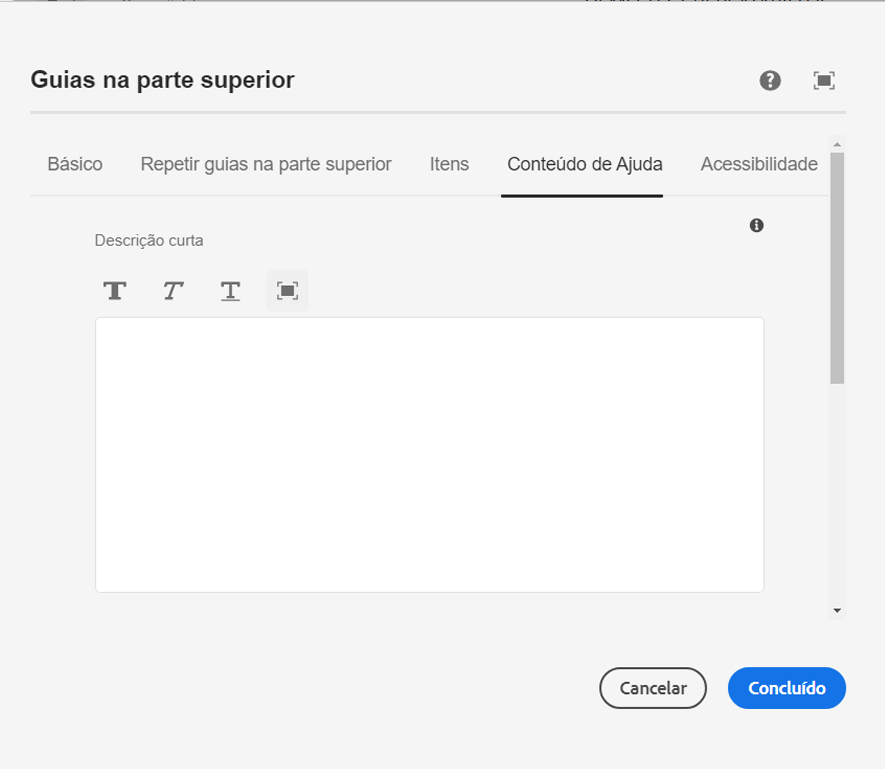 Guias na parte superior
Básico Repetir guias na parte superior Itens Conteúdo de Ajuda Acessibilidade
Descrição curta
T T T
Cancelar Concluído